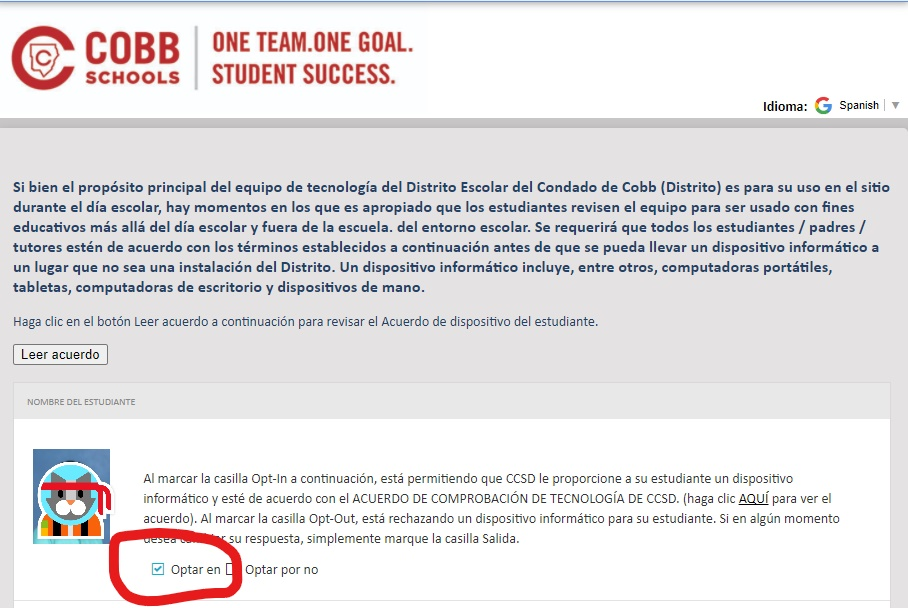 COBB
SCHOOLS
ONE TEAM.ONE GOAL.
STUDENT SUCCESS.
Idioma: Spanish
Si bien el propósito principal del equipo de tecnología del Distrito Escolar del Condado de Cobb (Distrito) es para su uso en el sitio
durante el día escolar, hay momentos en los que es apropiado que los estudiantes revisen el equipo para ser usado con fines
educativos más allá del día escolar y fuera de la escuela. del entorno escolar. Se requerirá que todos los estudiantes / padres /
tutores estén de acuerdo con los términos establecidos a continuación antes de que se pueda llevar un dispositivo informático a
un lugar que no sea una instalación del Distrito. Un dispositivo informático incluye, entre otros, computadoras portátiles,
tabletas, computadoras de escritorio y dispositivos de mano.
Haga clic en el botón Leer acuerdo a continuación para revisar el Acuerdo de dispositivo del estudiante.
Leer acuerdo
NOMBRE DEL ESTUDIANTE
Al marcar la casilla Opt-In a continuación, está permitiendo que CCSD le proporcione a su estudiante un dispositivo
informático y esté de acuerdo con el ACUERDO DE COMPROBACIÓN DE TECNOLOGÍA DE CCSD. (haga clic AQUÍ para ver el
acuerdo). Al marcar la casilla Opt-Out, está rechazando un dispositivo informático para su estudiante. Si en algún momento
desea su respuesta, simplemente marque la casilla Salida.
Optar en Optar por no